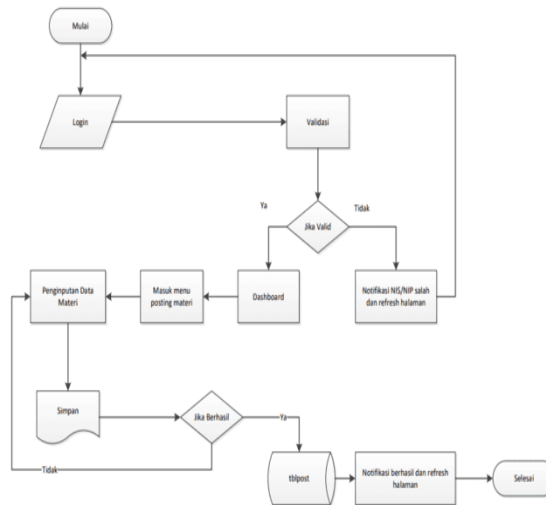 Mulai
Login
Validasi
Ya
Tidak
Jika Valid
Penginputan Data
Materi
Masuk menu
posting materi
Dashboard
Notifikasi NIS/NIP salah
dan refresh halaman
Simpan
Jika Berhasil
Ya
Tidak
tblpost
Notifikasi berhasil dan refresh
halaman
Selesai